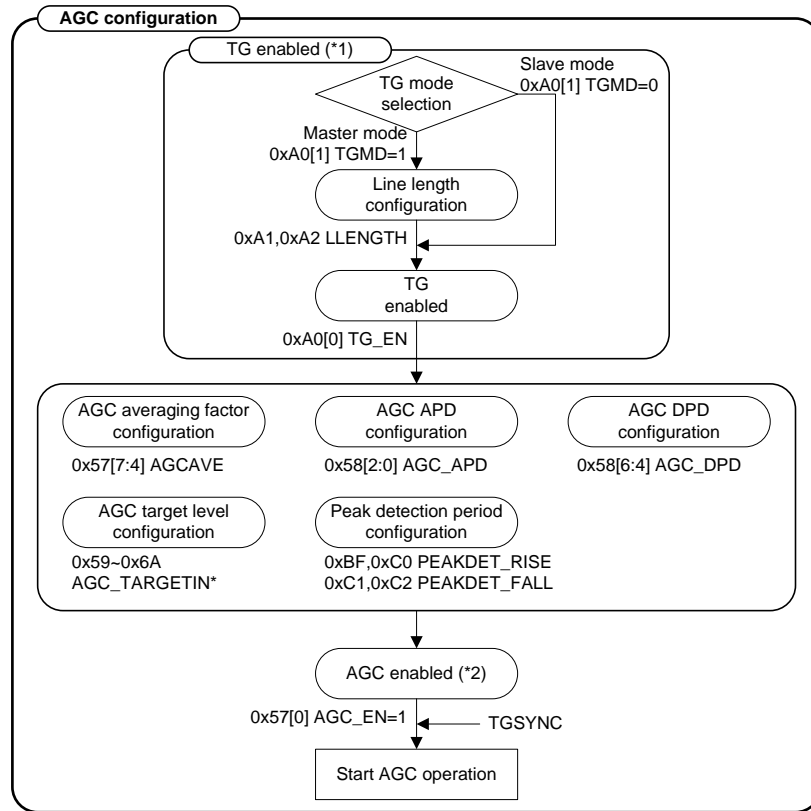 AGC configuration
TG enabled (*1)
TG mode
selection
Slave mode
0xA0[1] TGMD=0
Master mode
0xA0[1] TGMD=1
Line length
configuration
0xA1,0xA2 LLENGTH
TG
enabled
0xA0[0] TG_EN
AGC averaging factor
configuration
0x57[7:4] AGCAVE
AGC APD
configuration
0x58[2:0] AGC_APD
AGC DPD
configuration
0x58[6:4] AGC_DPD
AGC target level
configuration
0x59~0x6A
AGC_TARGETIN*
Peak detection period
configuration
0xBF,0xC0 PEAKDET_RISE
0xC1,0xC2 PEAKDET_FALL
AGC enabled (*2)
0x57[0] AGC_EN=1
TGSYNC
Start AGC operation